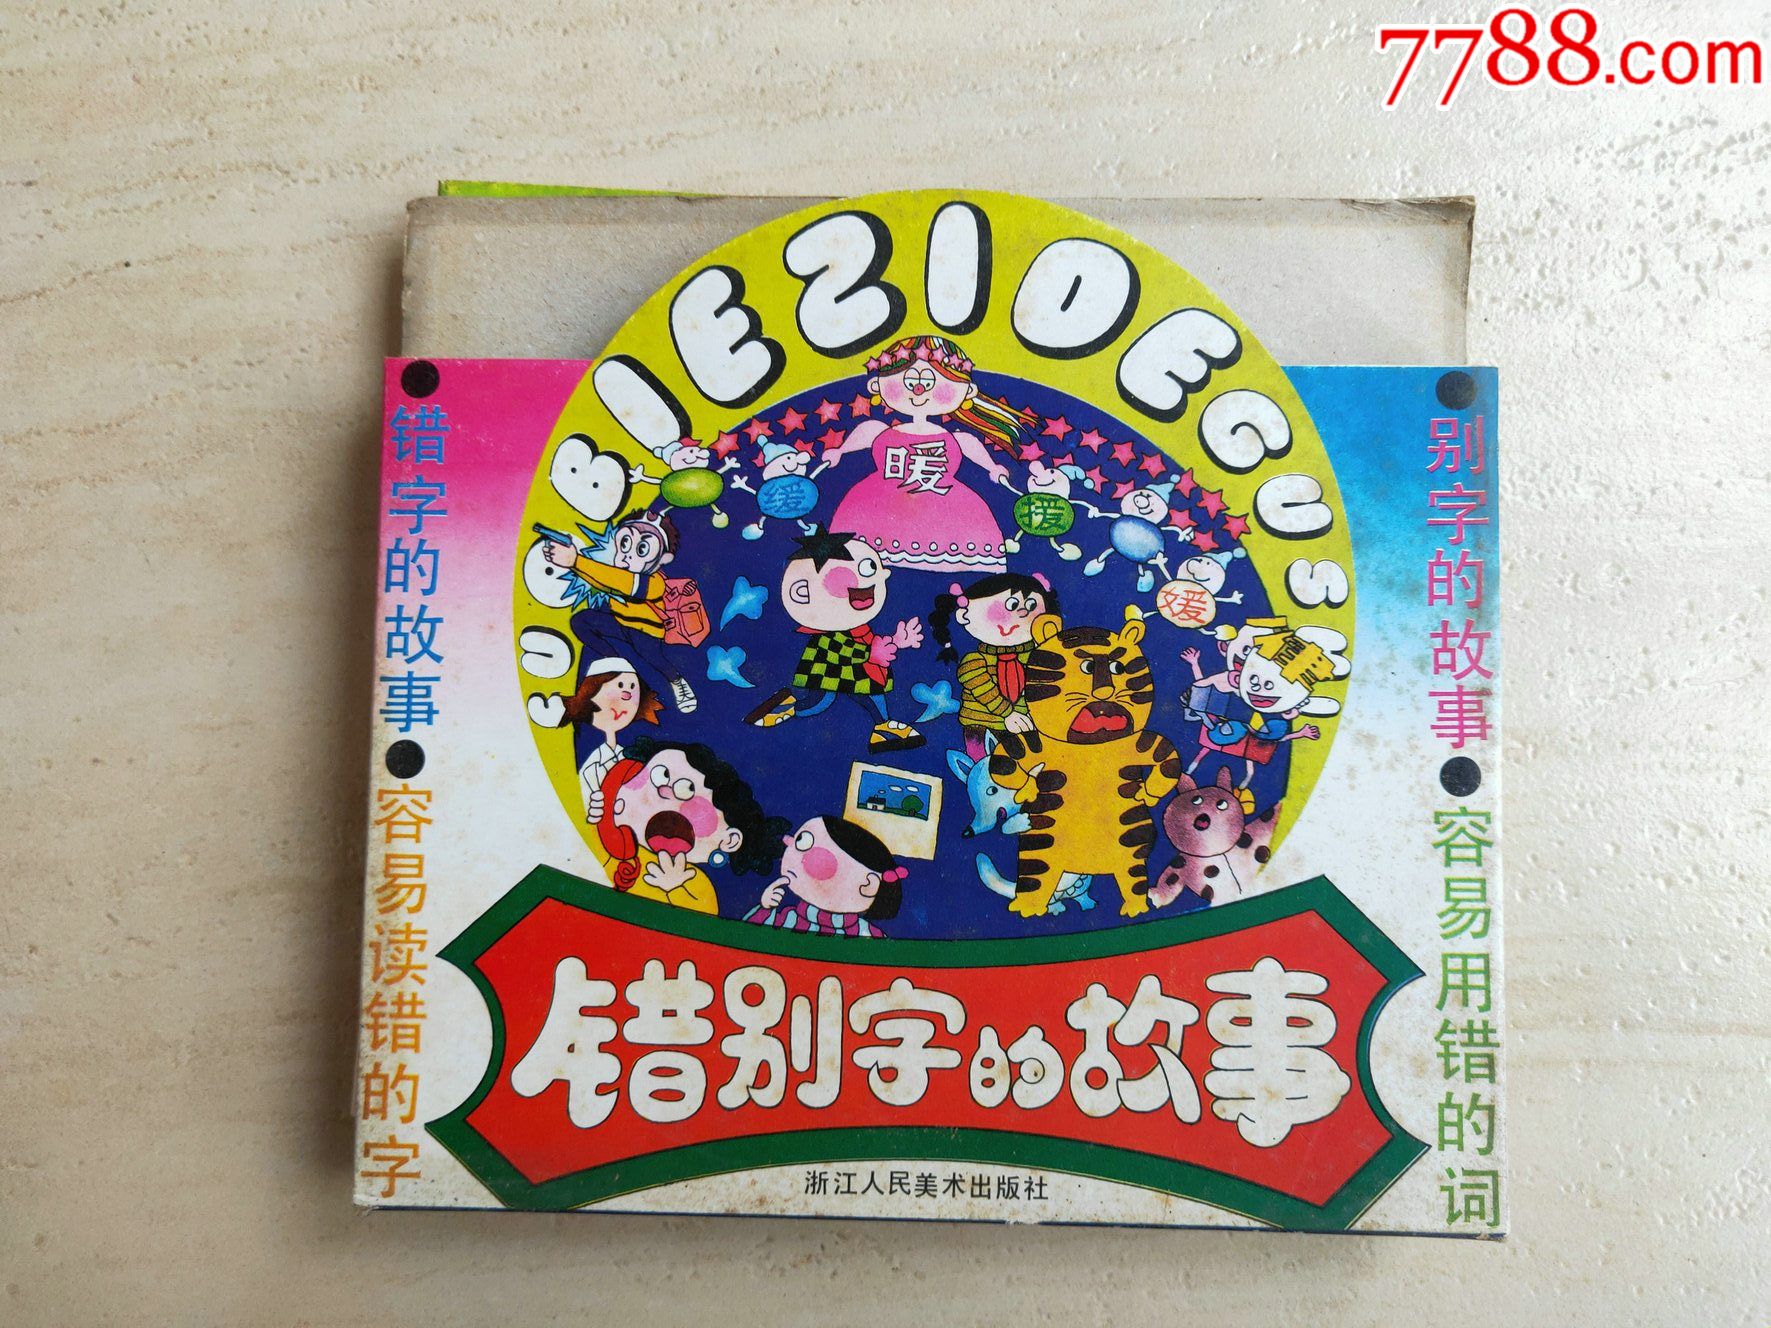 7788.com
CUOBIEZIDEGUSHI
暖
缓
援
媛
●错字的故事●容易读错的字
●别字的故事●容易用错的词
错别字的故事
浙江人民美术出版社